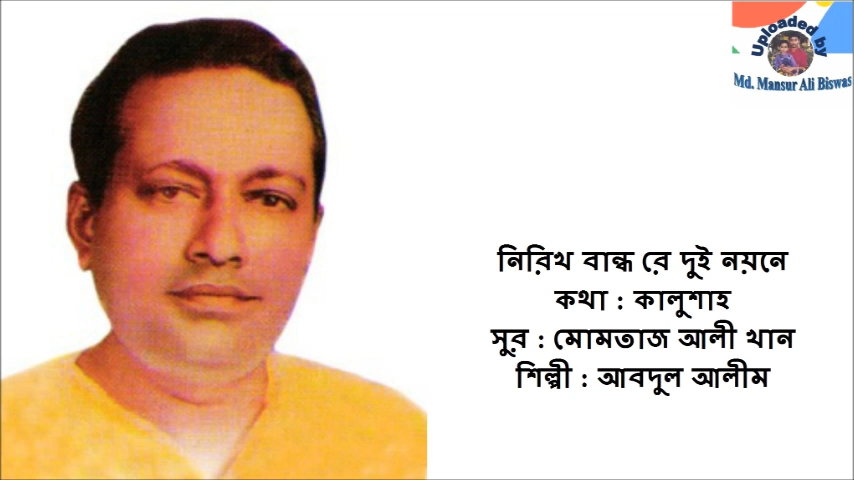 Uploaded by
Md. Mansur Ali Biswas
নিরিখ বান্ধ রে দুই নয়নে
কথা : কালুশাহ
সুর : মোমতাজ আলী খান
শিল্পী : আবদুল আলীম